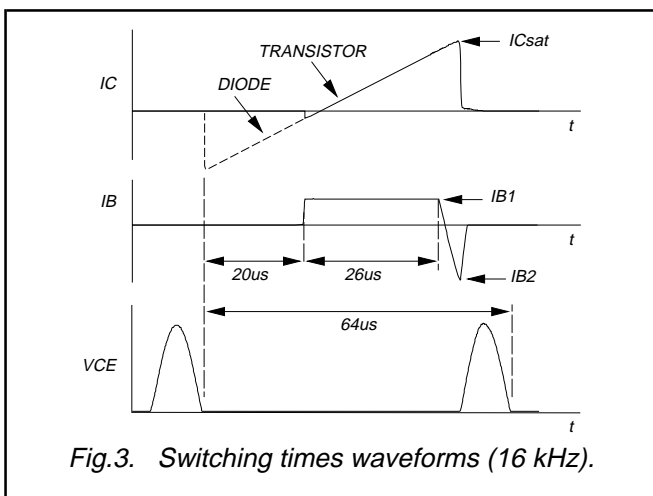 ICsat
TRANSISTOR
DIODE
IC
t
IB
IB1
t
20us
26us
IB2
64us
VCE
t
Fig.3. Switching times waveforms (16 kHz).